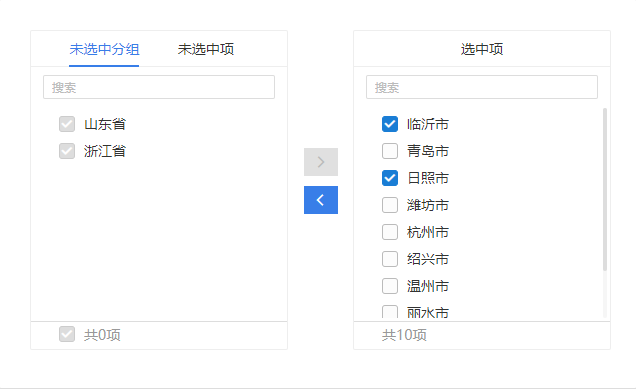 未选中分组 未选中项
搜索
山东省
浙江省
共0项
选中项
搜索
临沂市
青岛市
日照市
潍坊市
杭州市
绍兴市
温州市
丽水市
共10项